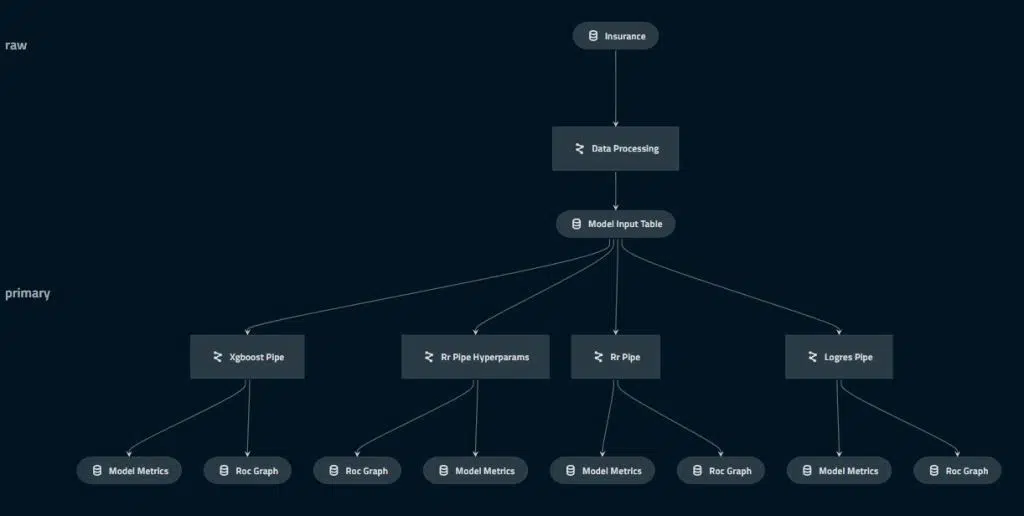 raw
Insurance
Data Processing
Model Input Table
primary
Xgboost Pipe
Rr Pipe Hyperparams
Rr Pipe
Logres Pipe
Model Metrics
Roc Graph
Roc Graph
Model Metrics
Model Metrics
Roc Graph
Model Metrics
Roc Graph